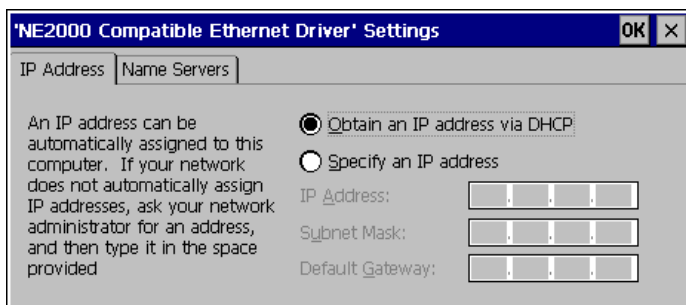 'NE2000 Compatible Ethernet Driver' Settings OK ×
IP Address Name Servers
An IP address can be
automatically assigned to this
computer. If your network
does not automatically assign
IP addresses, ask your network
administrator for an address,
and then type it in the space
provided
Obtain an IP address via DHCP
Specify an IP address
IP Address:
Subnet Mask:
Default Gateway: